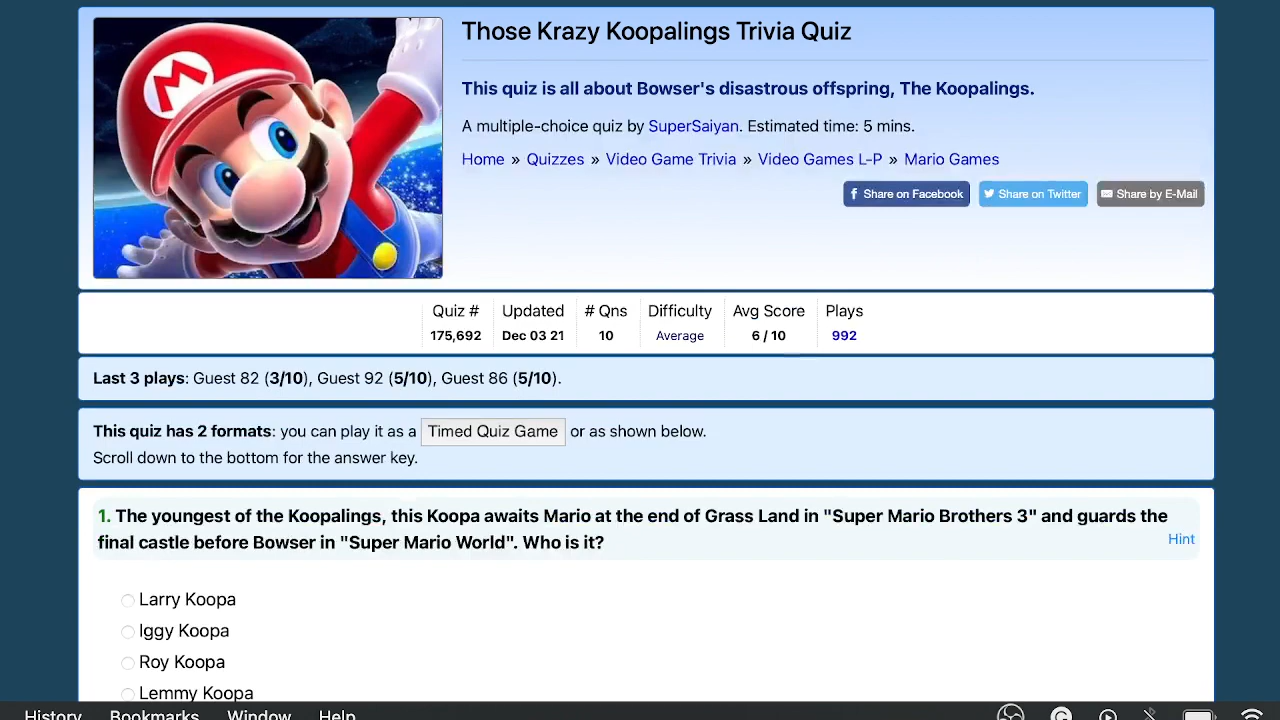 Those Krazy Koopalings Trivia Quiz
This quiz is all about Bowser's disastrous offspring, The Koopalings.
A multiple-choice quiz by SuperSaiyan. Estimated time: 5 mins.
Home » Quizzes » Video Game Trivia » Video Games L-P » Mario Games
Share on Facebook Share on Twitter Share by E-Mail
Quiz # Updated # Qns Difficulty Avg Score Plays
175,692 Dec 03 21 10 Average 6 / 10 992
Last 3 plays: Guest 82 (3/10), Guest 92 (5/10), Guest 86 (5/10).
This quiz has 2 formats: you can play it as a Timed Quiz Game or as shown below.
Scroll down to the bottom for the answer key.
1. The youngest of the Koopalings, this Koopa awaits Mario at the end of Grass Land in "Super Mario Brothers 3" and guards the
final castle before Bowser in "Super Mario World". Who is it?
Hint
Larry Koopa
Iggy Koopa
Roy Koopa
Lemmy Koopa
History Bookmarks Window Help